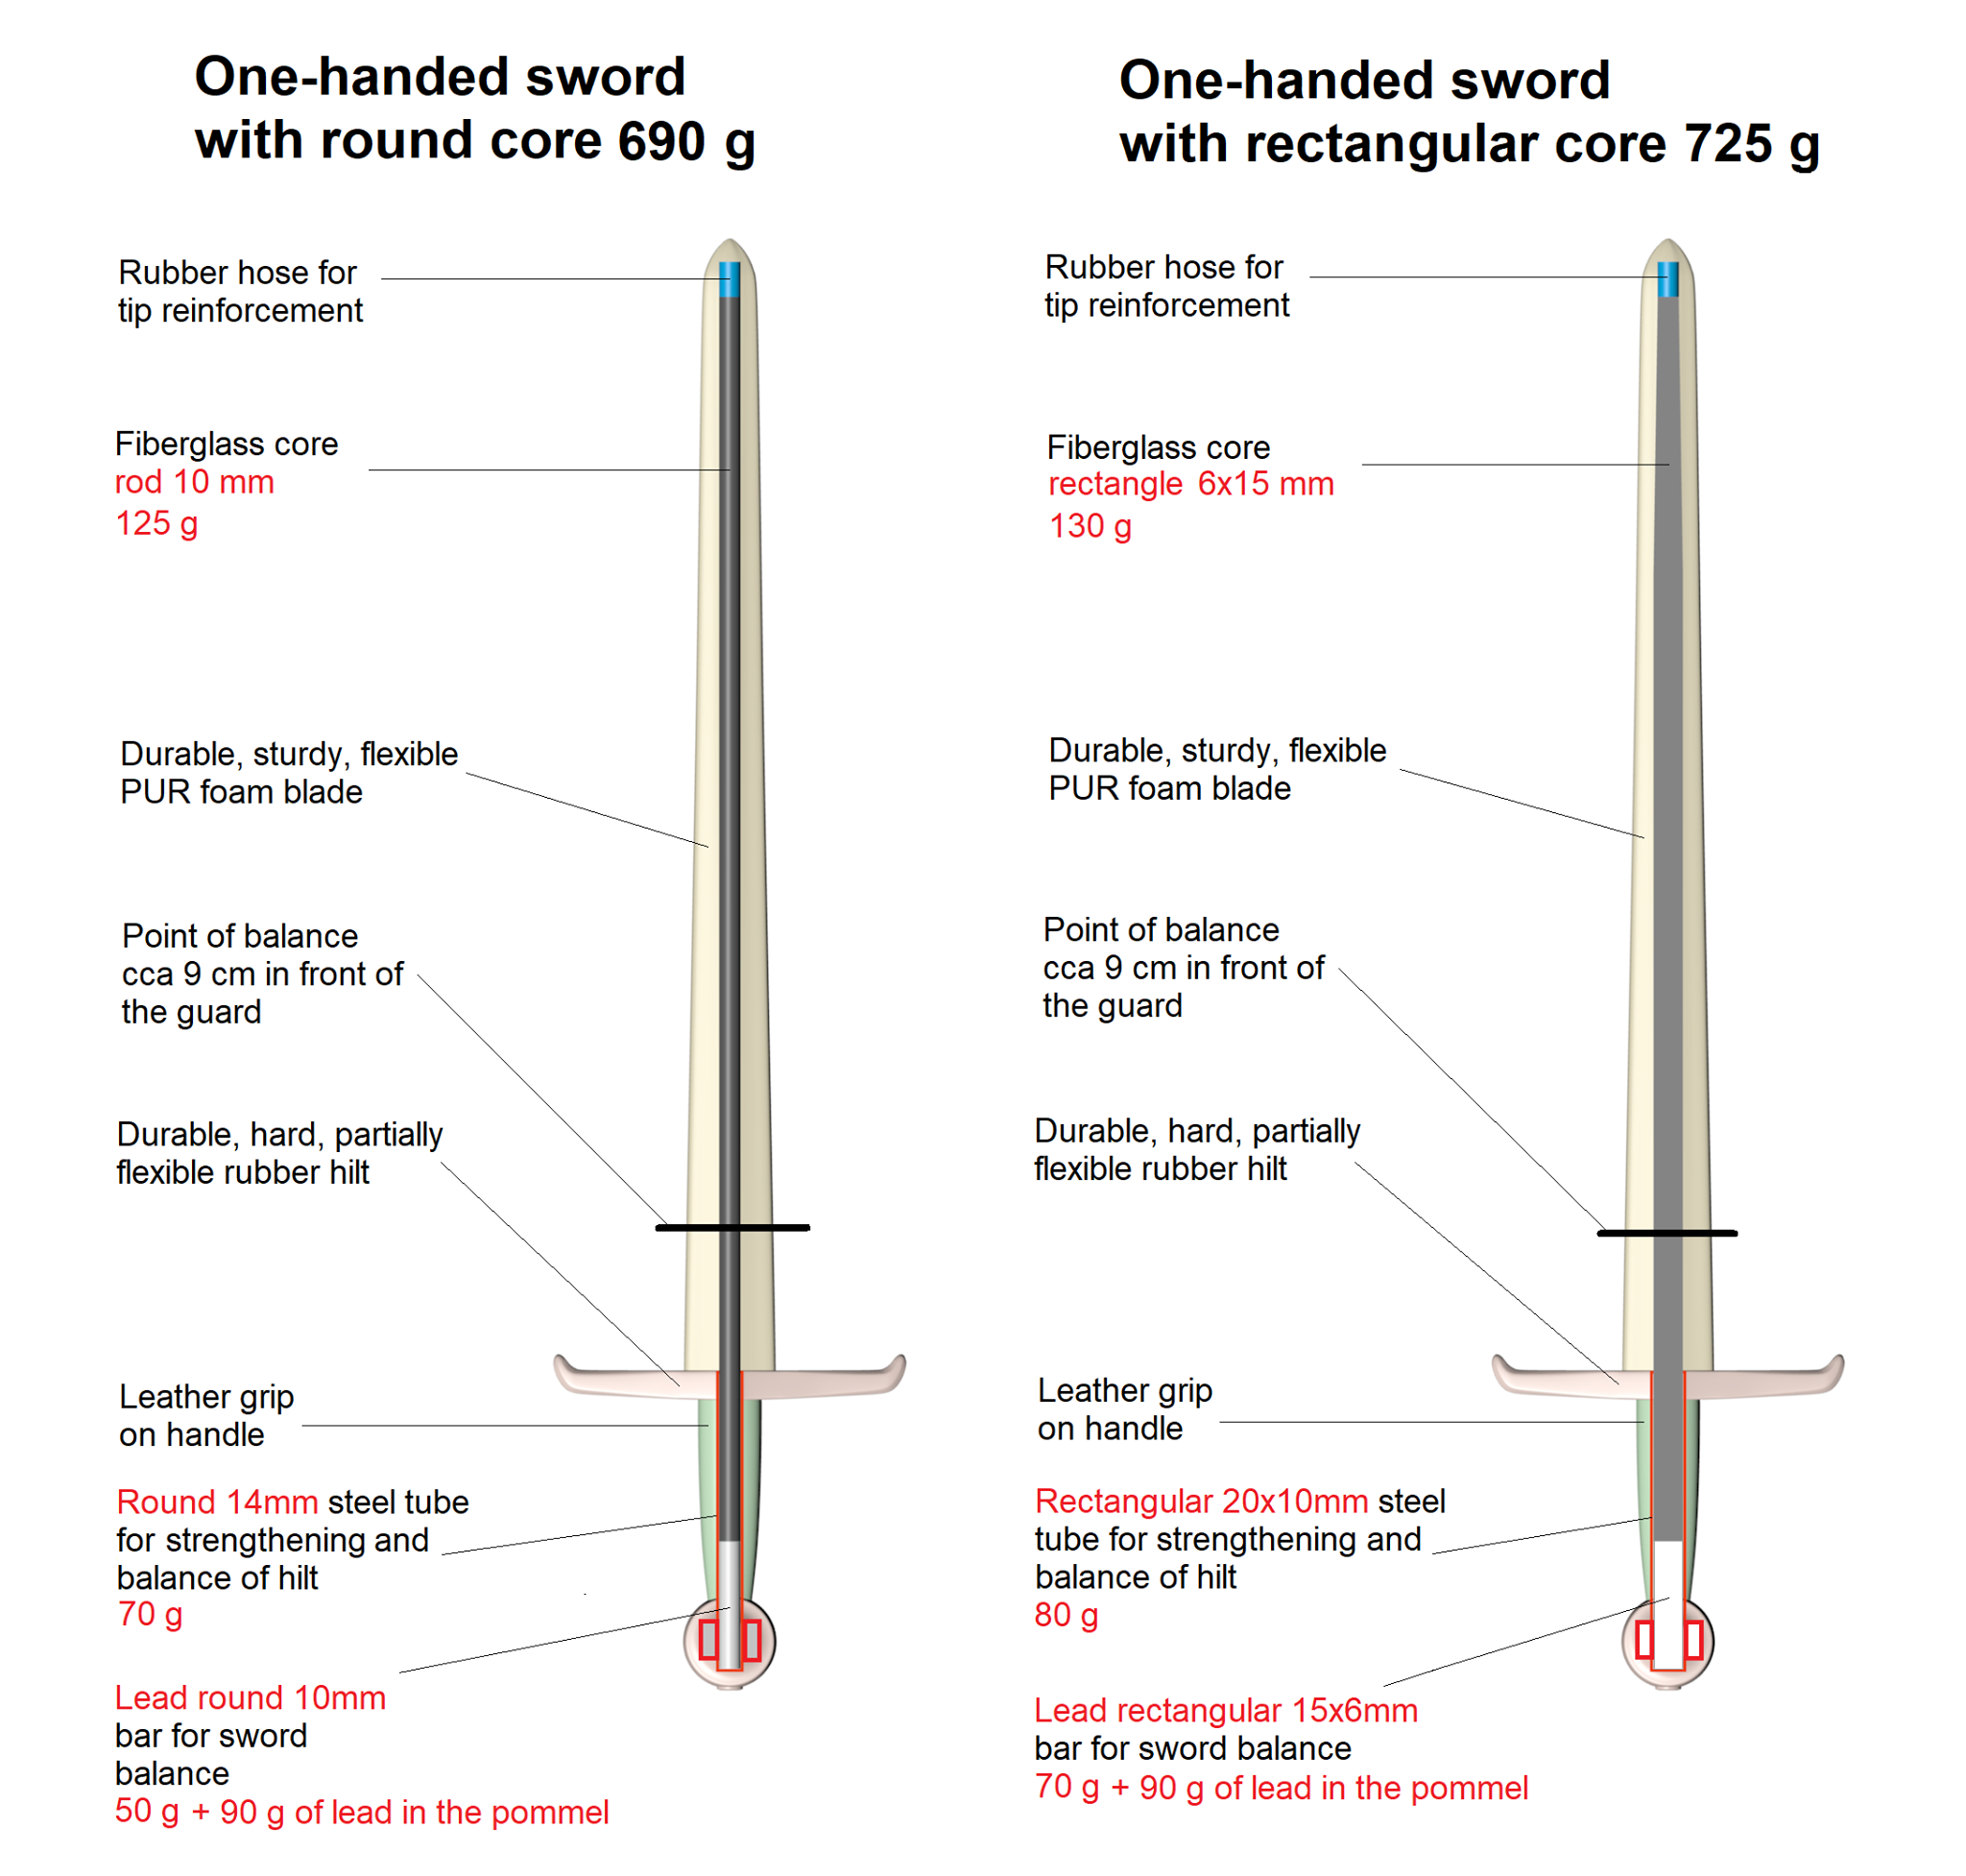 One-handed sword
with round core 690 g
Rubber hose for
tip reinforcement
Fiberglass core
rod 10 mm
125 g
Durable, sturdy, flexible
PUR foam blade
Point of balance
cca 9 cm in front of
the guard
Durable, hard, partially
flexible rubber hilt
Leather grip
on handle
Round 14mm steel tube
for strengthening and
balance of hilt
70 g
Lead round 10mm
bar for sword
balance
50 g + 90 g of lead in the pommel
One-handed sword
with rectangular core 725 g
Rubber hose for
tip reinforcement
Fiberglass core
rectangle 6x15 mm
130 g
Durable, sturdy, flexible
PUR foam blade
Point of balance
cca 9 cm in front of
the guard
Durable, hard, partially
flexible rubber hilt
Leather grip
on handle
Rectangular 20x10mm steel
tube for strengthening and
balance of hilt
80 g
Lead rectangular 15x6mm
bar for sword balance
70 g + 90 g of lead in the pommel